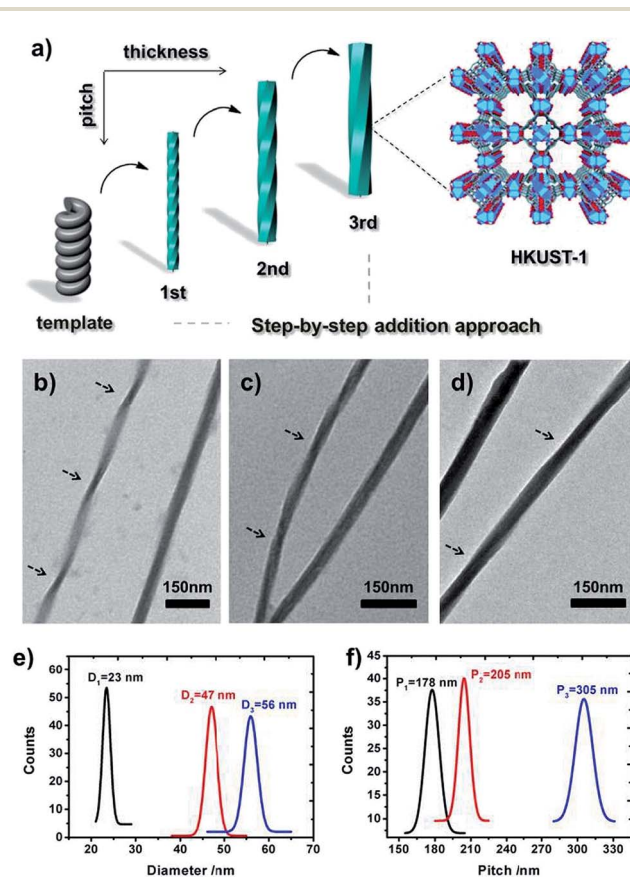 a)
thickness
pitch
3rd
2nd
1st
template
HKUST-1
Step-by-step addition approach
b)
c)
d)
150nm
150nm
150nm
e)
D1=23 nm
D2=47 nm
D3=56 nm
60
50
40
30
20
10
0
Counts
20 30 40 50 60 70
Diameter /nm
f)
P1=178 nm
P2=205 nm
P3=305 nm
45
40
35
30
25
20
15
10
Counts
150 180 210 240 270 300 330
Pitch /nm